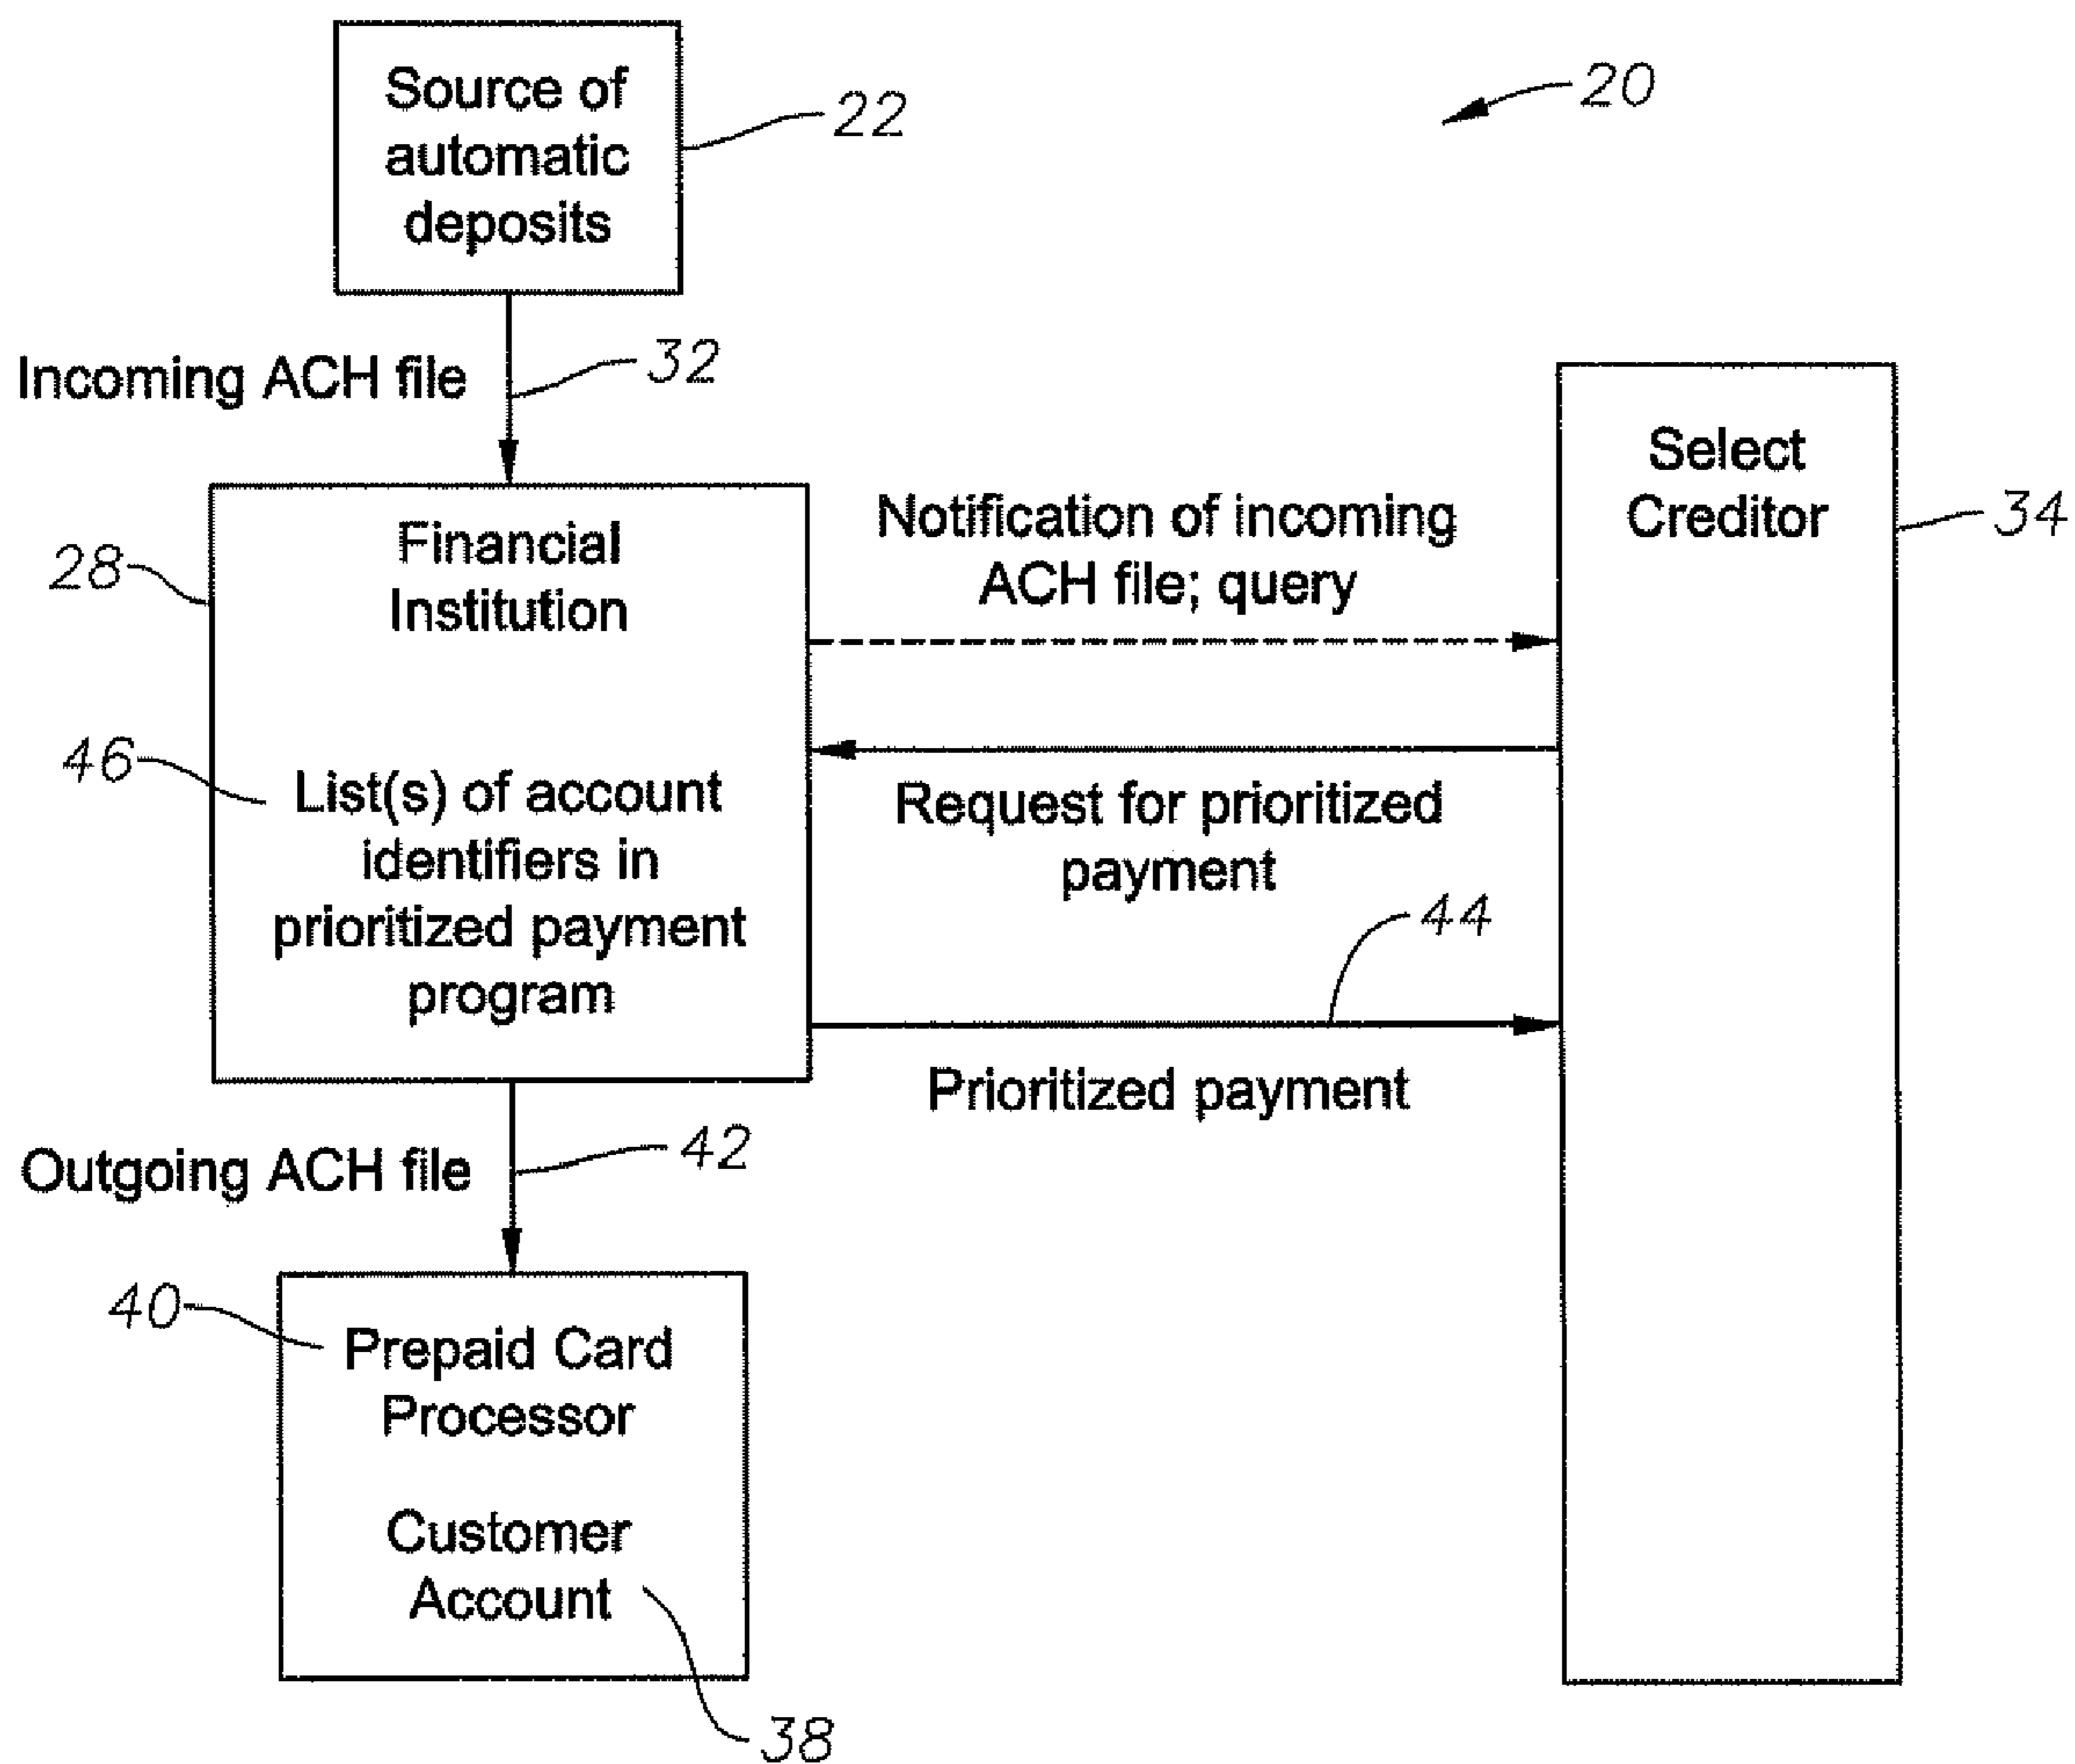 Source of
automatic
deposits
22
20
Incoming ACH file
32
Financial
Institution
28
46
List(s) of account
identifiers in
prioritized payment
program
Notification of incoming
ACH file; query
Request for prioritized
payment
44
Prioritized payment
Select
Creditor
34
Outgoing ACH file
42
40
Prepaid Card
Processor
Customer
Account
38